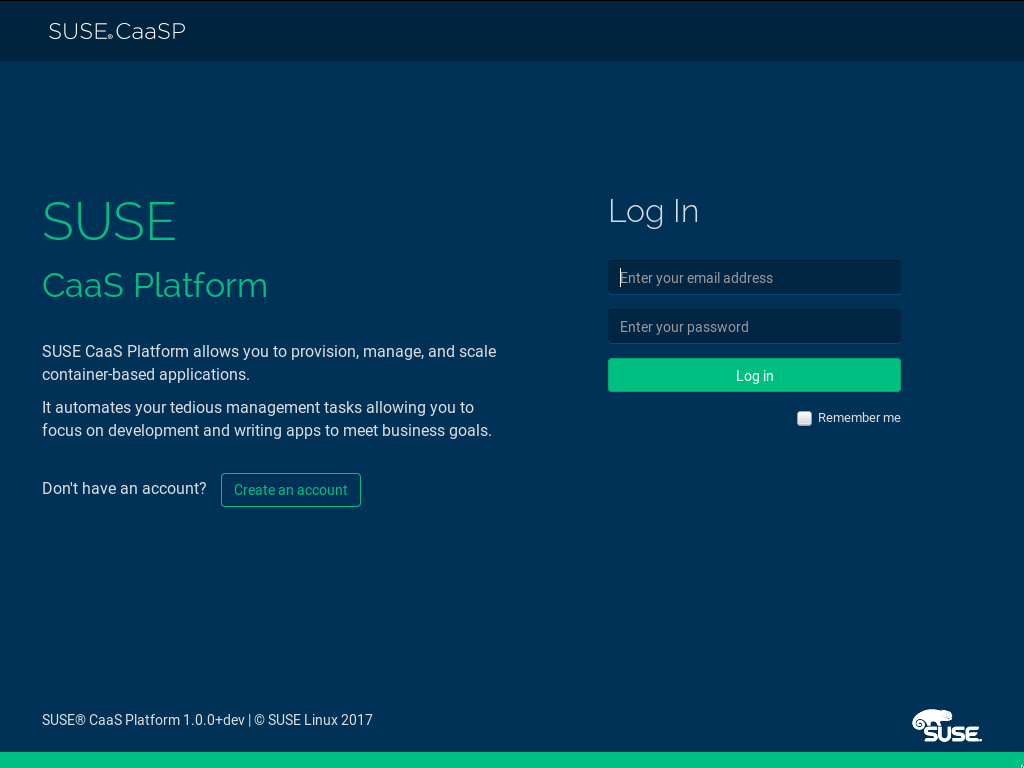 SUSE® CaaSP
SUSE
CaaS Platform
SUSE CaaS Platform allows you to provision, manage, and scale
container-based applications.
It automates your tedious management tasks allowing you to
focus on development and writing apps to meet business goals.
Don't have an account? Create an account
Log In
Enter your email address
Enter your password
Log in
Remember me
SUSE® CaaS Platform 1.0.0+dev | © SUSE Linux 2017
SUSE